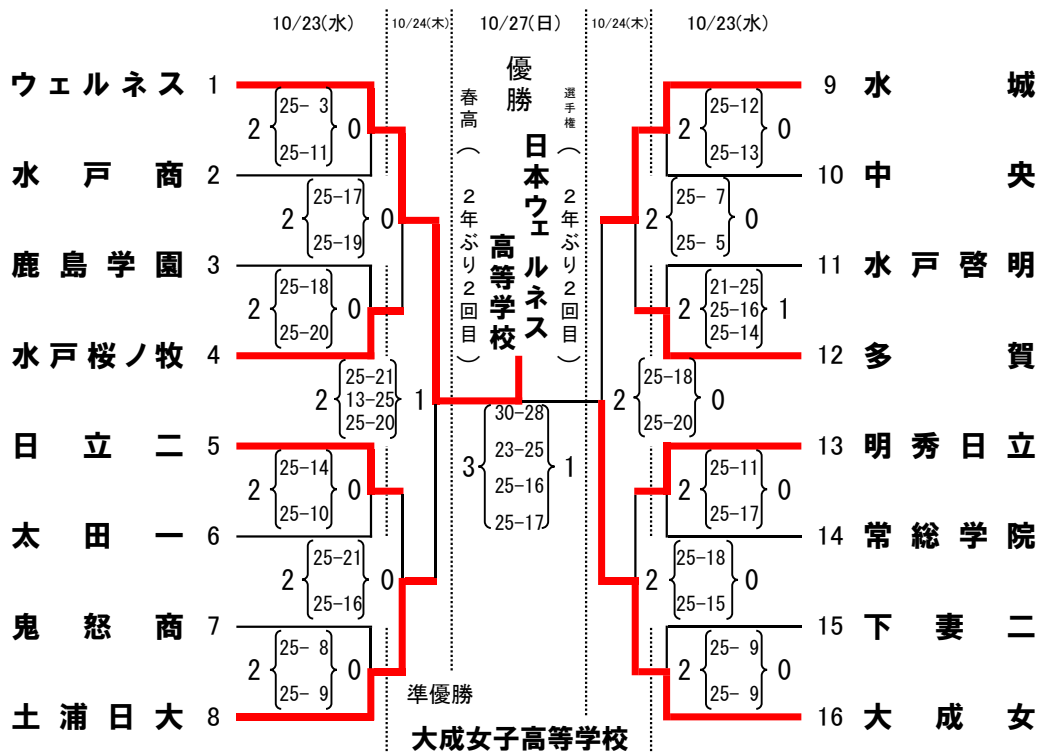 10/23(水) 10/24(木) 10/27(日) 10/24(木) 10/23(水)
優勝
春高(2年ぶり2回目)
日本ウェルネス
高等学校
選手権(2年ぶり2回目)
ウェルネス 1
2 25- 3 0
25-11
水戸商 2
2 25-17 0
25-19
鹿島学園 3
2 25-18 0
25-20
水戸桜ノ牧 4
2 25-21 1
13-25
25-20
日立二 5
2 25-14 0
25-10
太田一 6
2 25-21 0
25-16
鬼怒商 7
2 25- 8 0
25- 9
土浦日大 8
3 30-28 1
23-25
25-16
25-17
9 水城
2 25-12 0
25-13
10 中央
2 25- 7 0
25- 5
11 水戸啓明
2 21-25 1
25-16
25-14
12 多賀
2 25-18 0
25-20
13 明秀日立
2 25-11 0
25-17
14 常総学院
2 25-18 0
25-15
15 下妻二
2 25- 9 0
25- 9
16 大成女
準優勝
大成女子高等学校